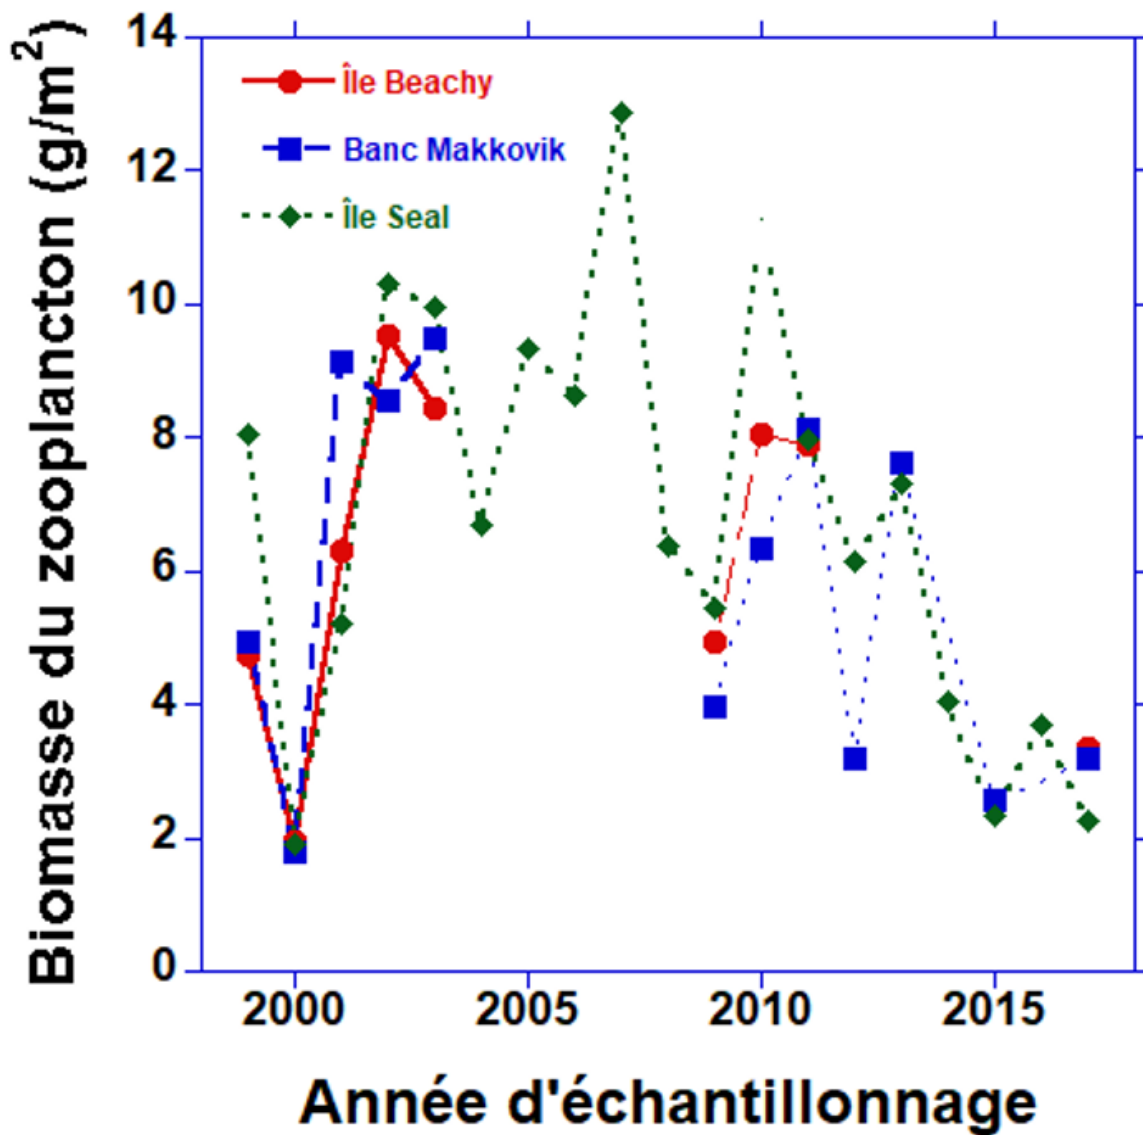 Biomasse du zooplancton (g/m²)
14
12
10
8
6
4
2
0
Île Beachy
Banc Makkovik
Île Seal
2000 2005 2010 2015
Année d'échantillonnage